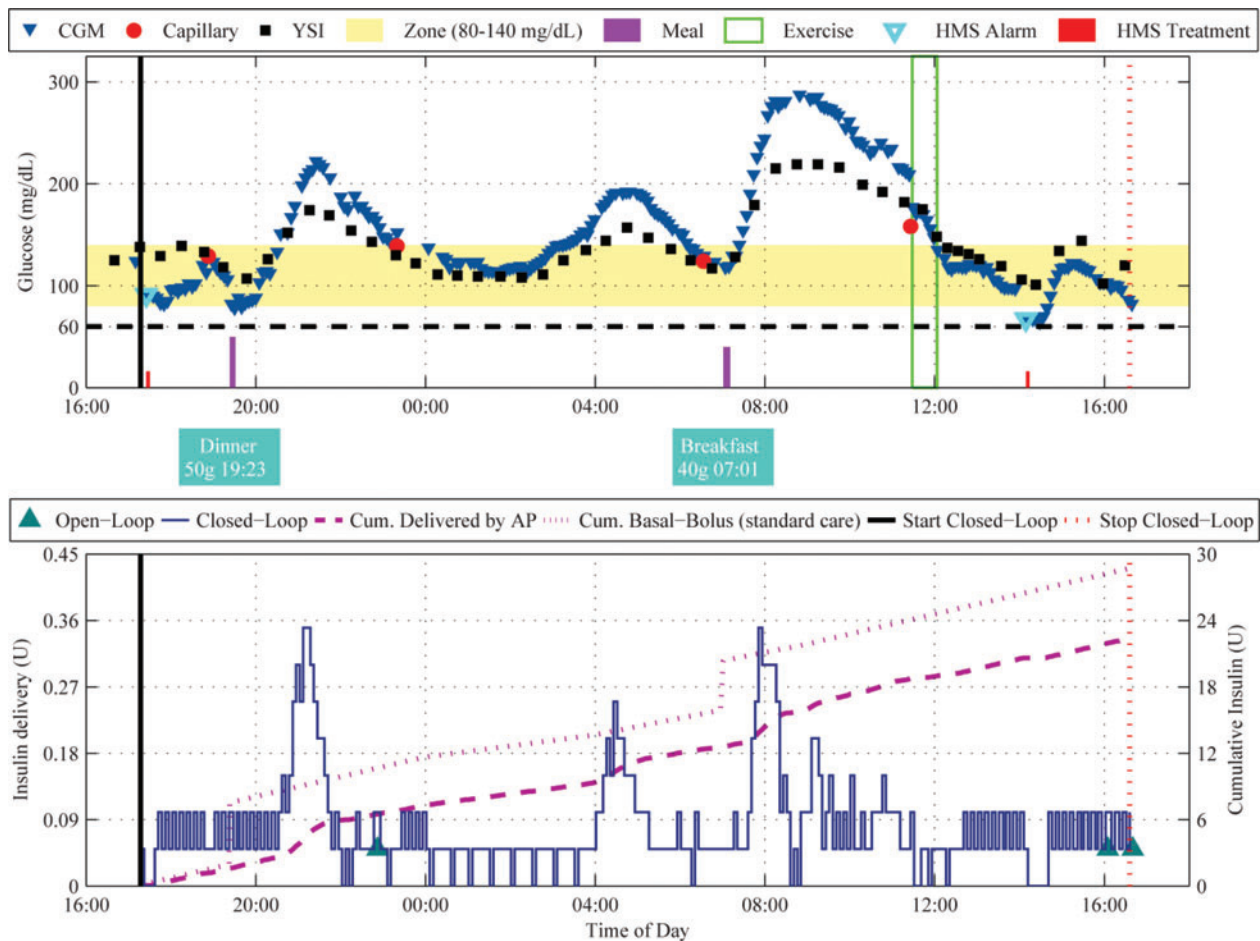 CGM Capillary YSI Zone (80-140 mg/dL) Meal Exercise HMS Alarm HMS Treatment
300
200
100
60
0
Glucose (mg/dL)
16:00 20:00 00:00 04:00 08:00 12:00 16:00
Dinner
50g 19:23
Breakfast
40g 07:01
Open−Loop Closed−Loop Cum. Delivered by AP Cum. Basal−Bolus (standard care) Start Closed−Loop Stop Closed−Loop
0.45 30
0.36 24
0.27 18
0.18 12
0.09 6
0 0
Insulin delivery (U)
Cumulative Insulin (U)
16:00 20:00 00:00 04:00 08:00 12:00 16:00
Time of Day